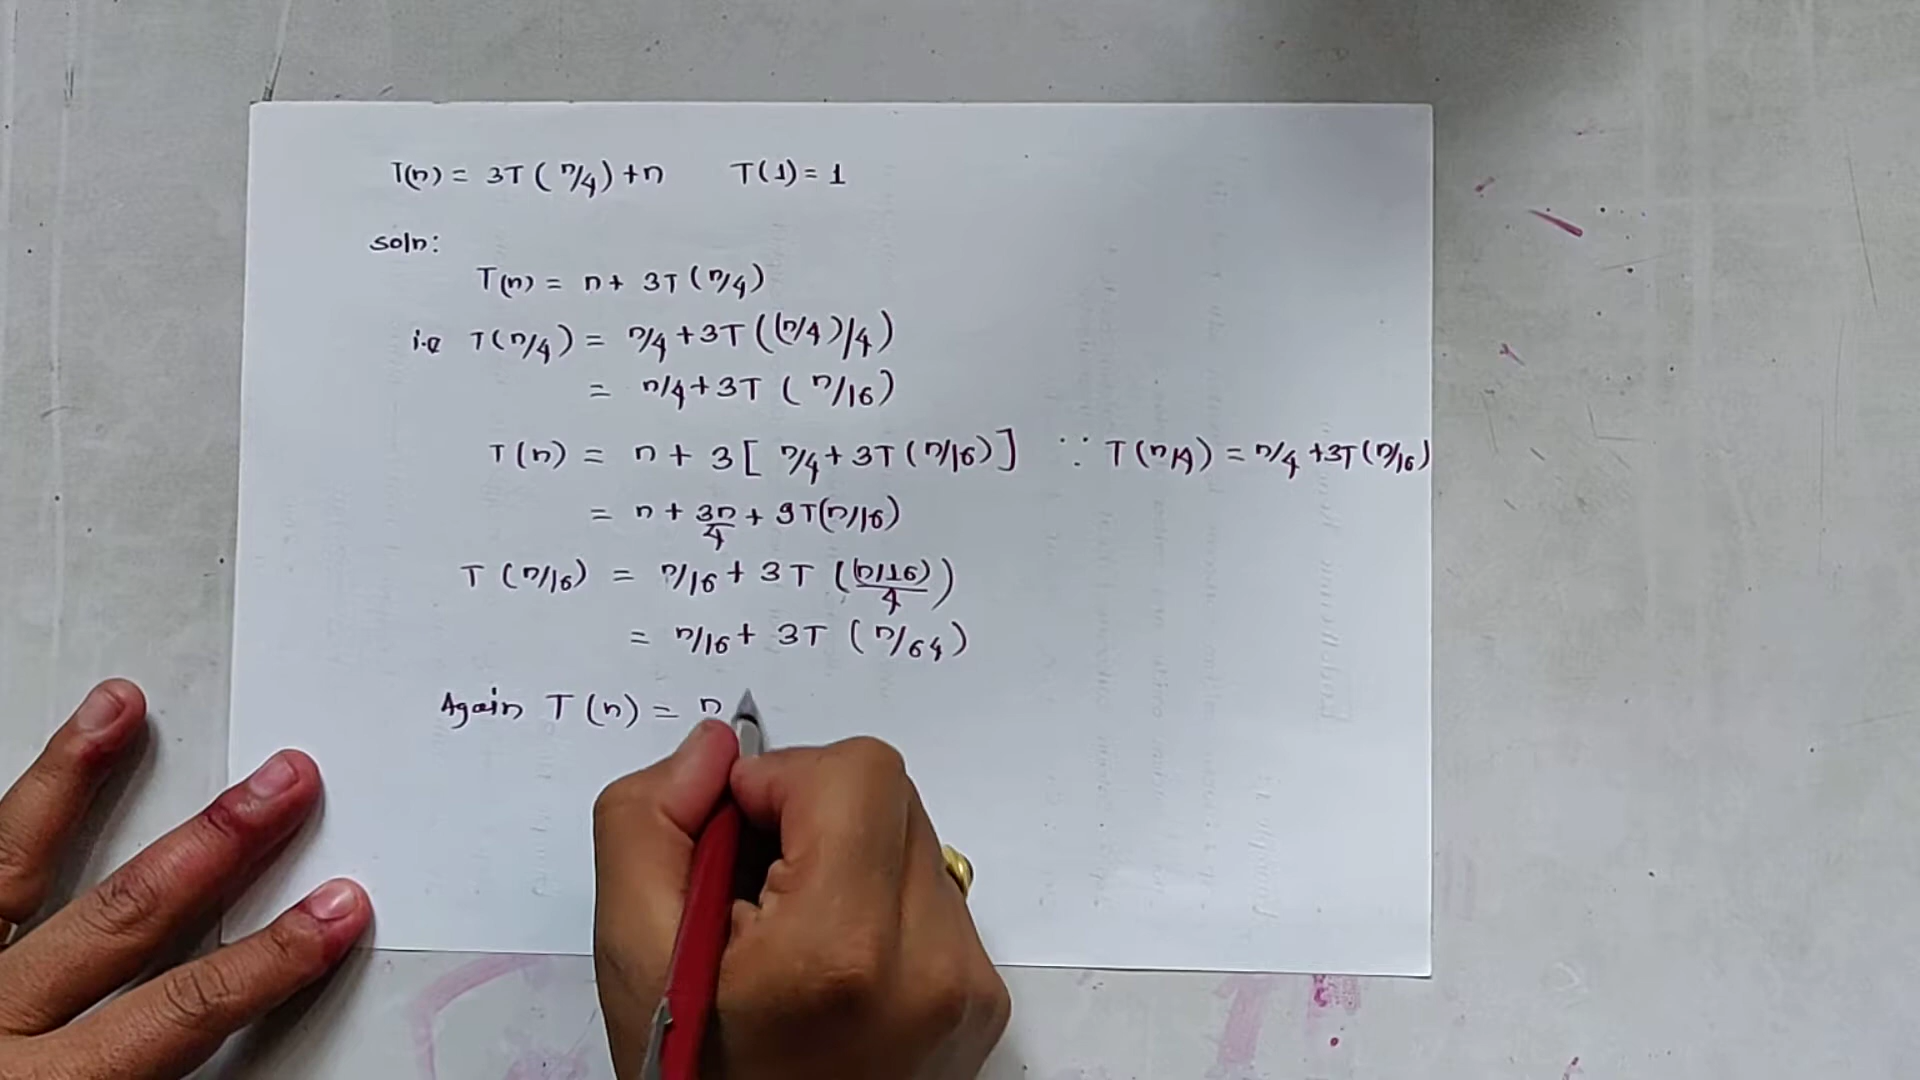 T(n) = 3T(n/4)+n T(1)=1
soln:
T(n) = n + 3T(n/4)
i.e T(n/4) = n/4+3T((n/4)/4)
= n/4+3T (n/16)
T(n) = n + 3[ n/4+3T(n/16)] ∵ T(n/4) = n/4 +3T(n/16)
= n + 3n/4 + 9T(n/16)
T (n/16) = n/16 + 3T ((n/16)/4)
= n/16 + 3T (n/64)
Again T(n) = n